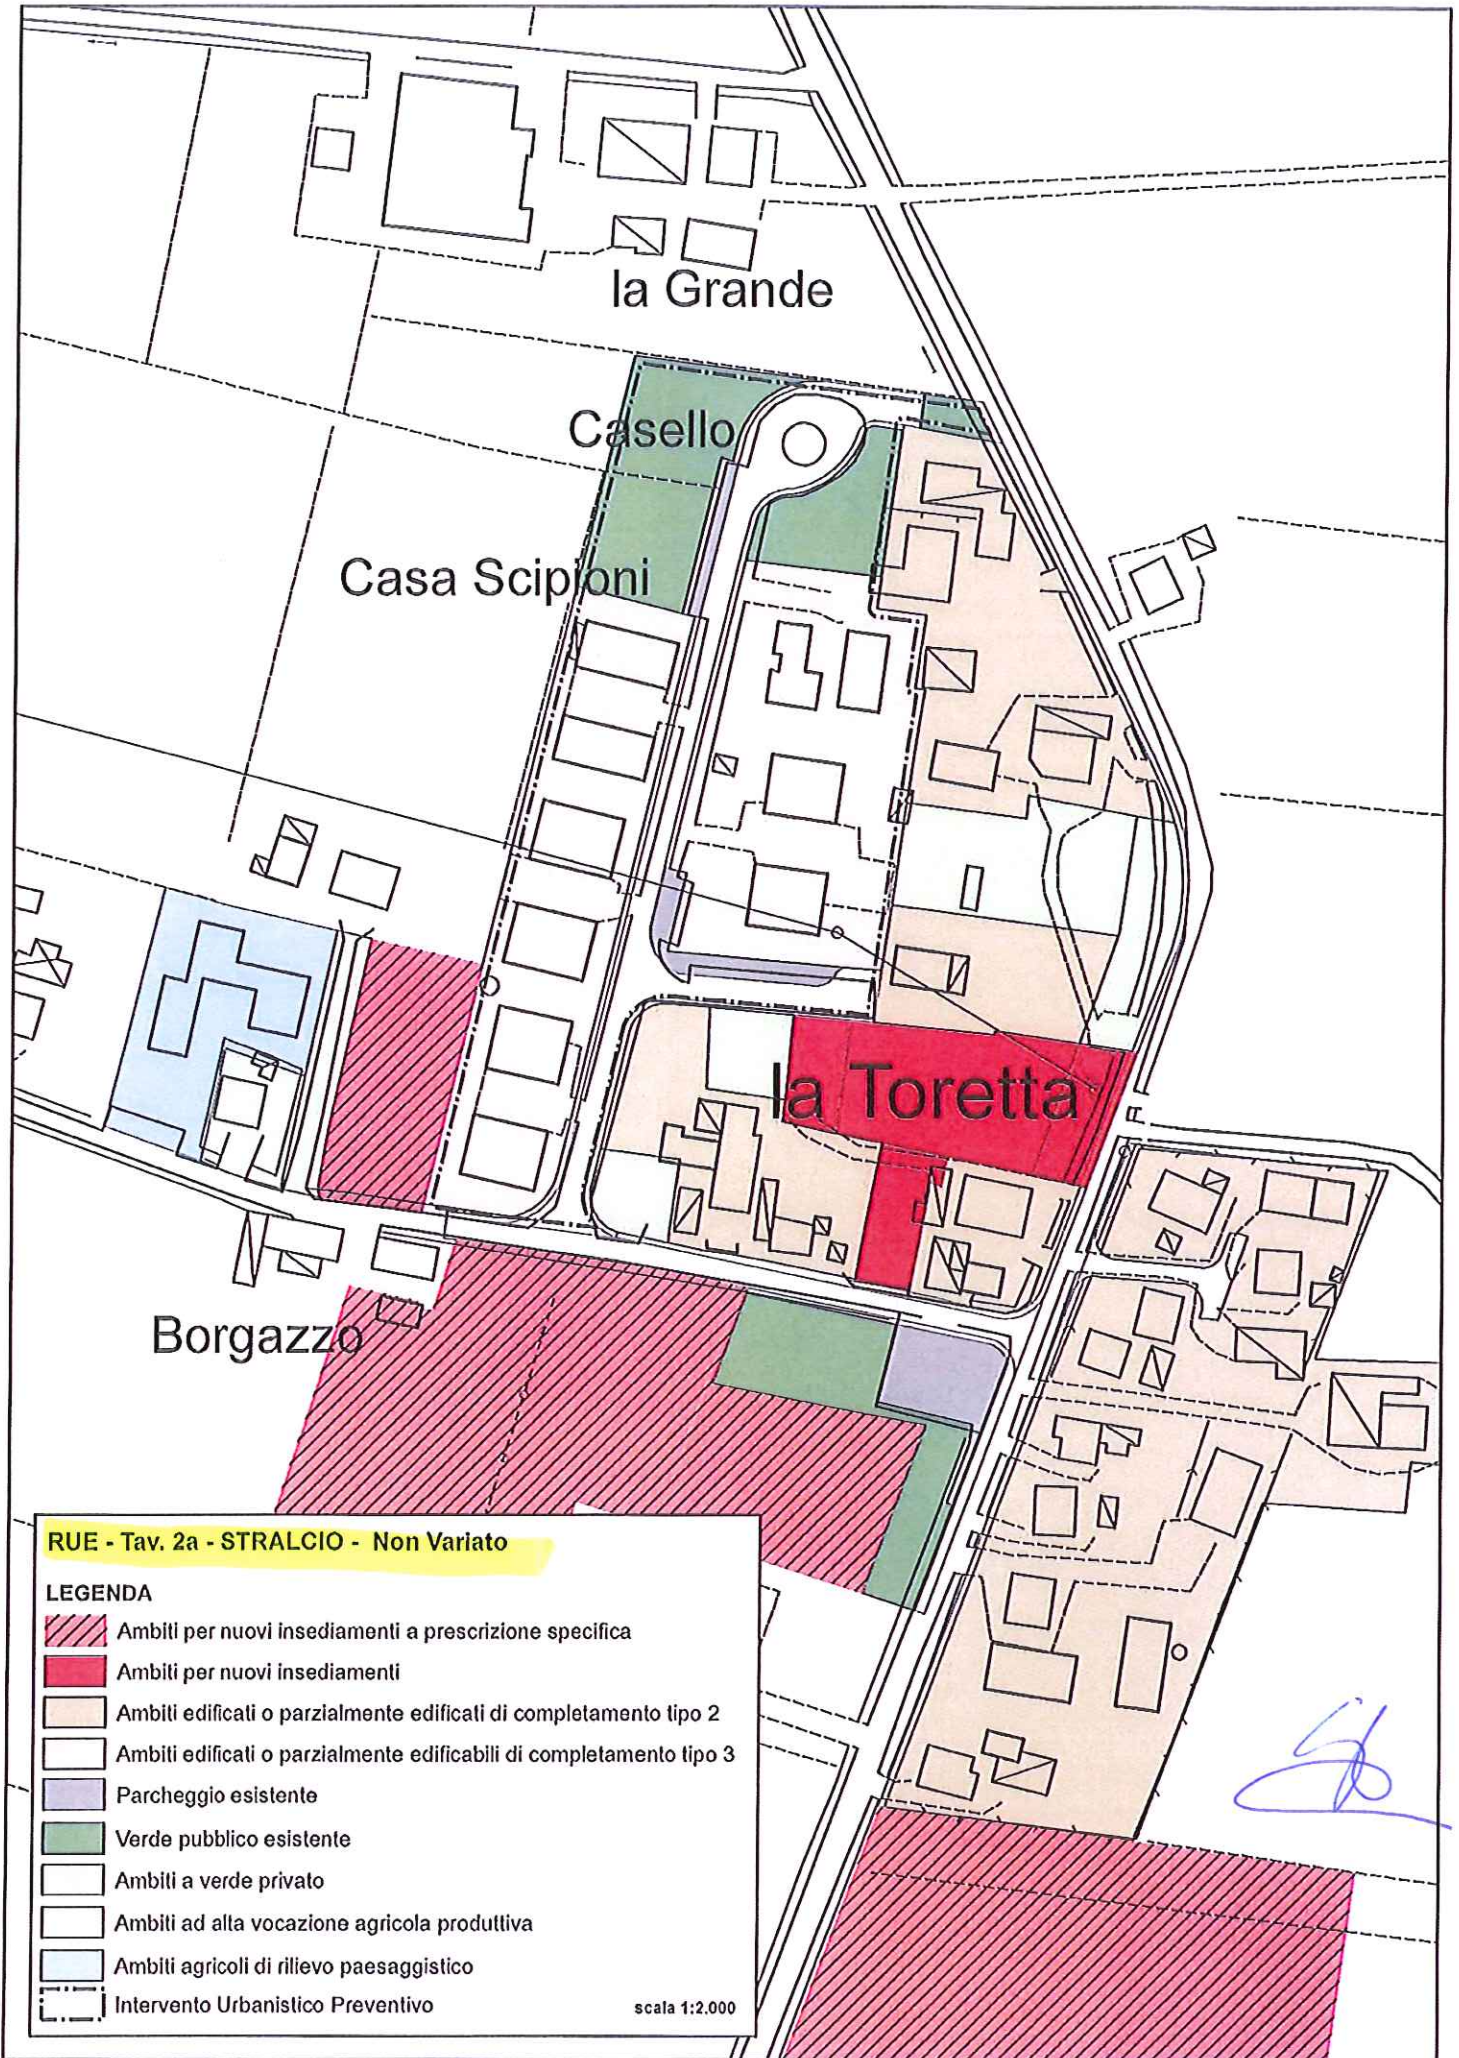 la Grande
Casello
Casa Scipioni
la Toretta
Borgazzo
RUE - Tav. 2a - STRALCIO - Non Variato
LEGENDA
Ambiti per nuovi insediamenti a prescrizione specifica
Ambiti per nuovi insediamenti
Ambiti edificati o parzialmente edificati di completamento tipo 2
Ambiti edificati o parzialmente edificabili di completamento tipo 3
Parcheggio esistente
Verde pubblico esistente
Ambiti a verde privato
Ambiti ad alta vocazione agricola produttiva
Ambiti agricoli di rilievo paesaggistico
Intervento Urbanistico Preventivo
scala 1:2.000